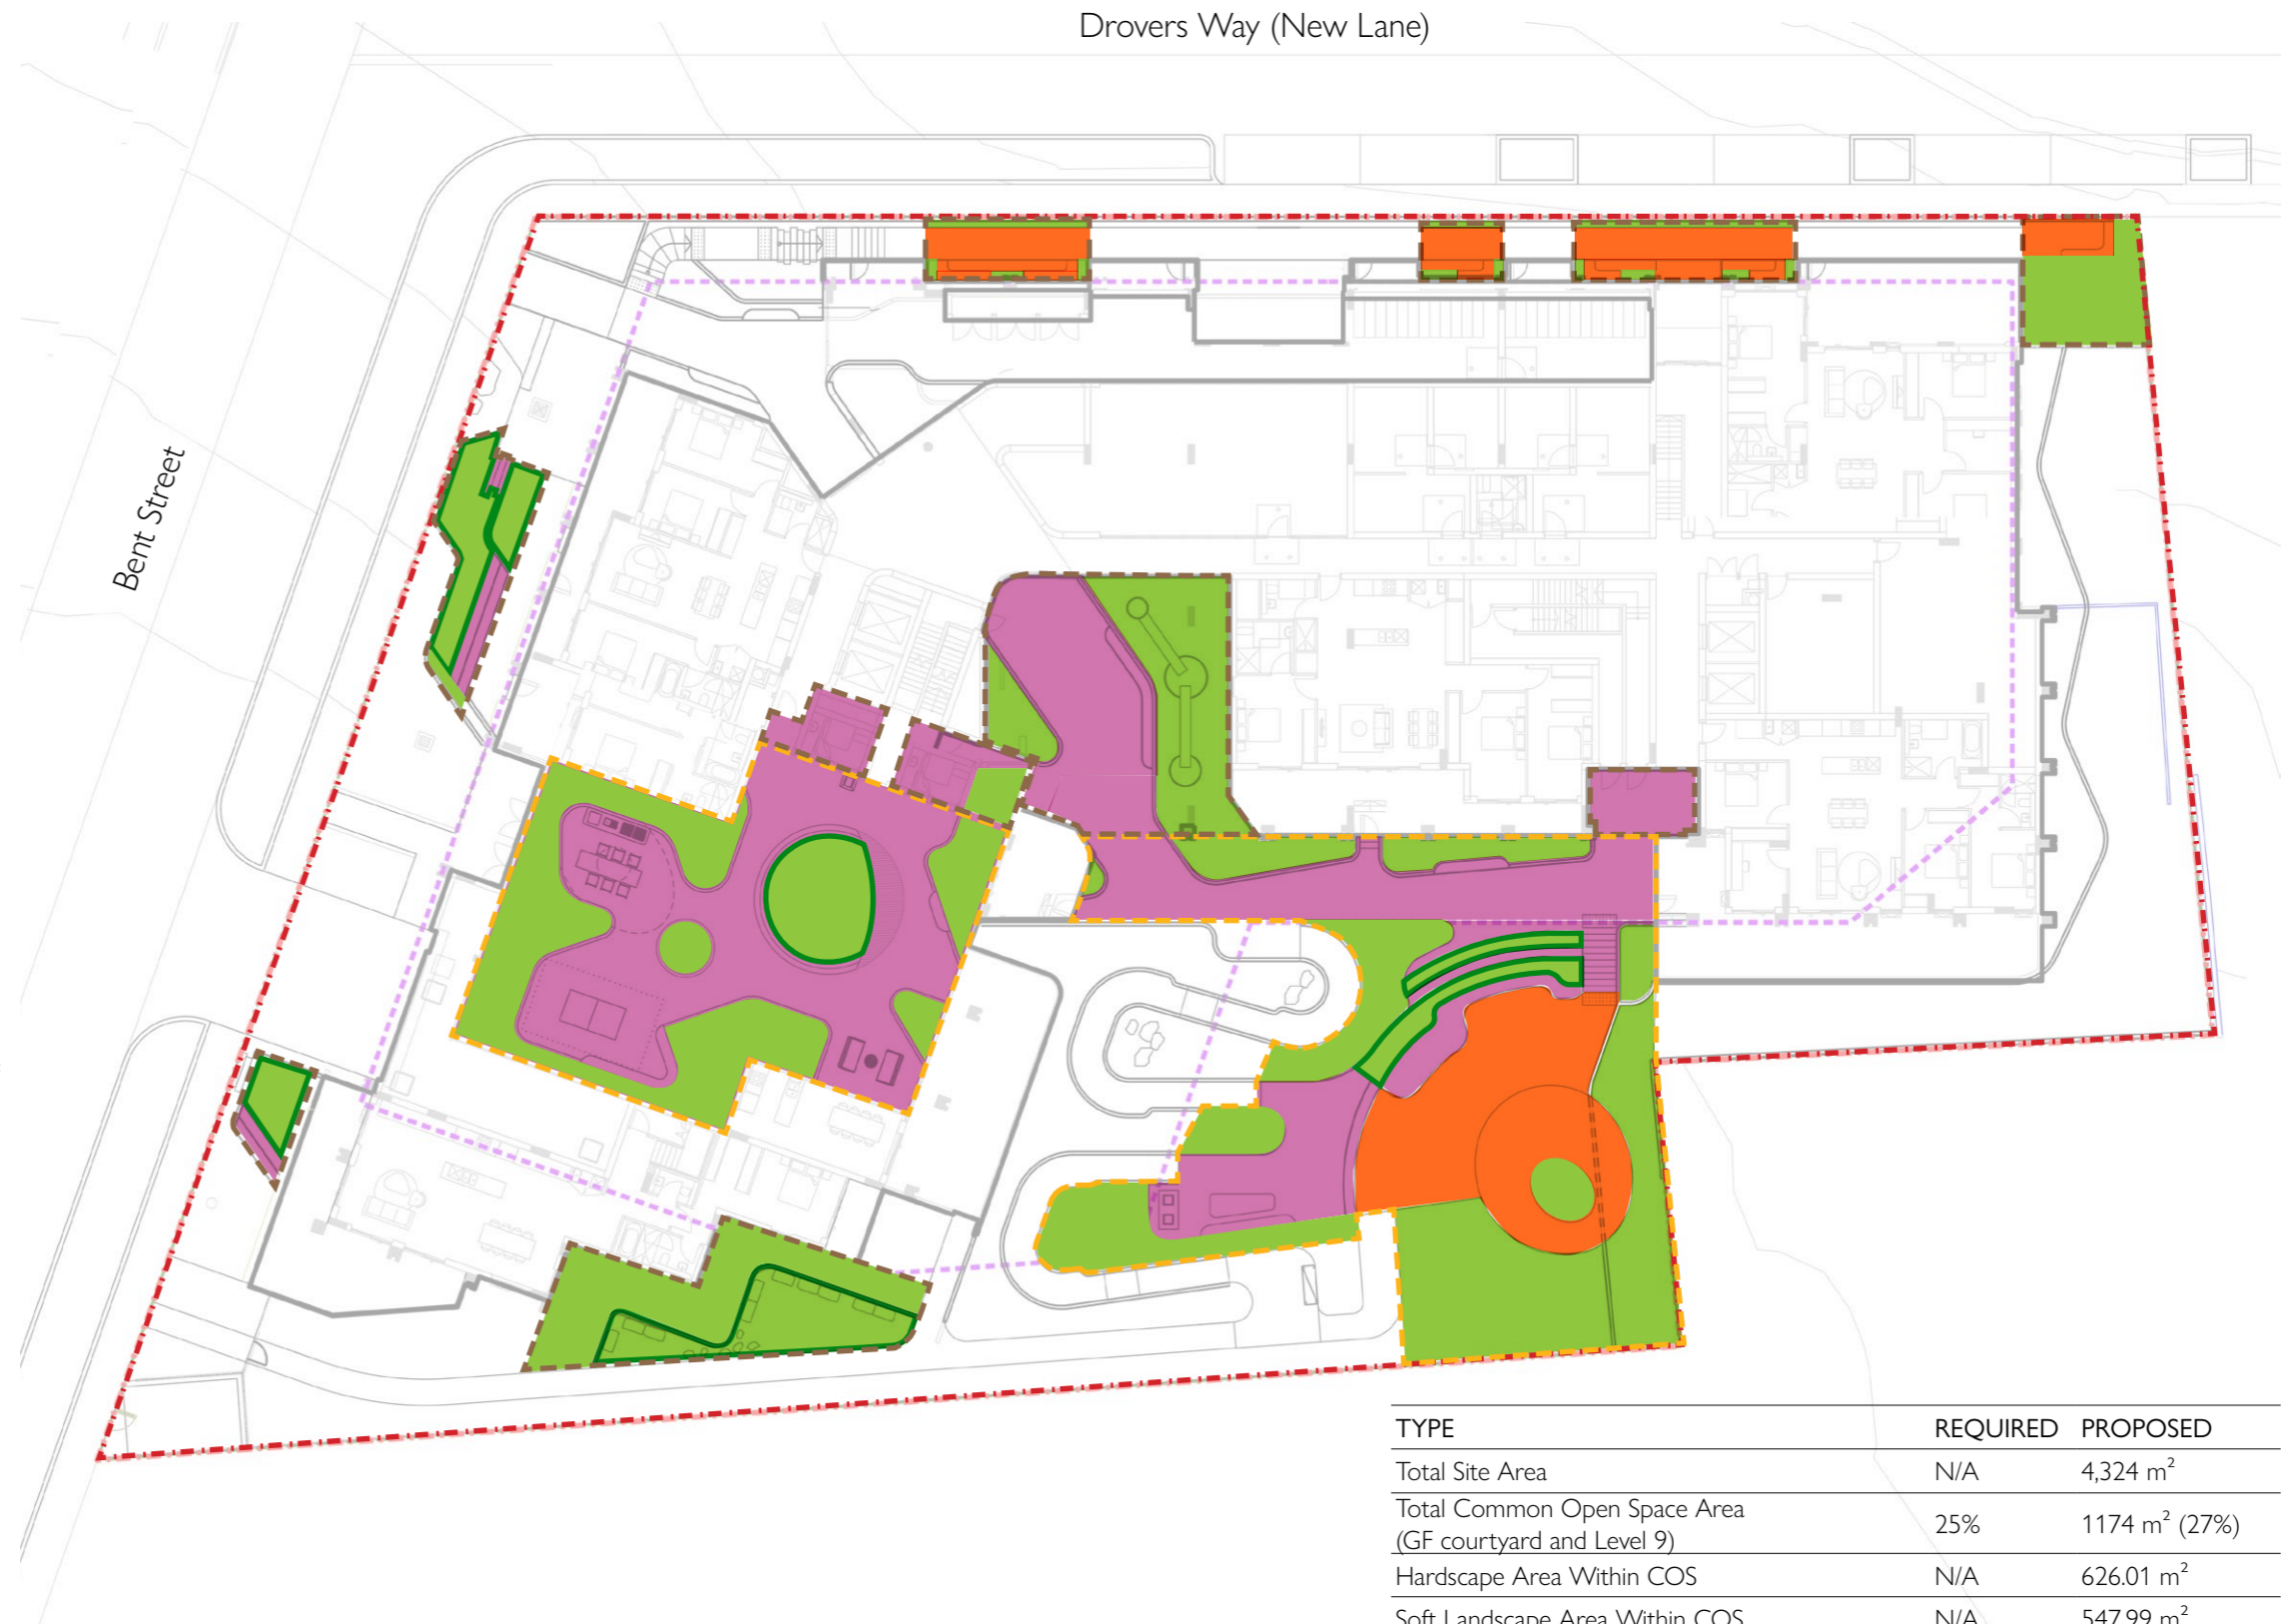 Drovers Way (New Lane)
Bent Street
TYPE REQUIRED PROPOSED
Total Site Area N/A 4,324 m²
Total Common Open Space Area
(GF courtyard and Level 9) 25% 1174 m² (27%)
Hardscape Area Within COS N/A 626.01 m²
Soft Landscape Area Within COS N/A 547.99 m²